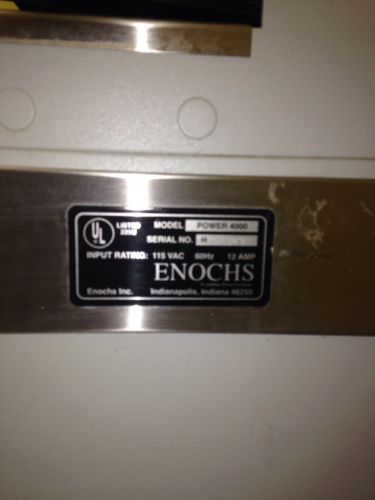 UL
LISTED
MODEL POWER 4000
SERIAL NO. H
INPUT RATING: 115 VAC 60Hz 12 AMP
ENOCHS
Enochs Inc. Indianapolis, Indiana 46250